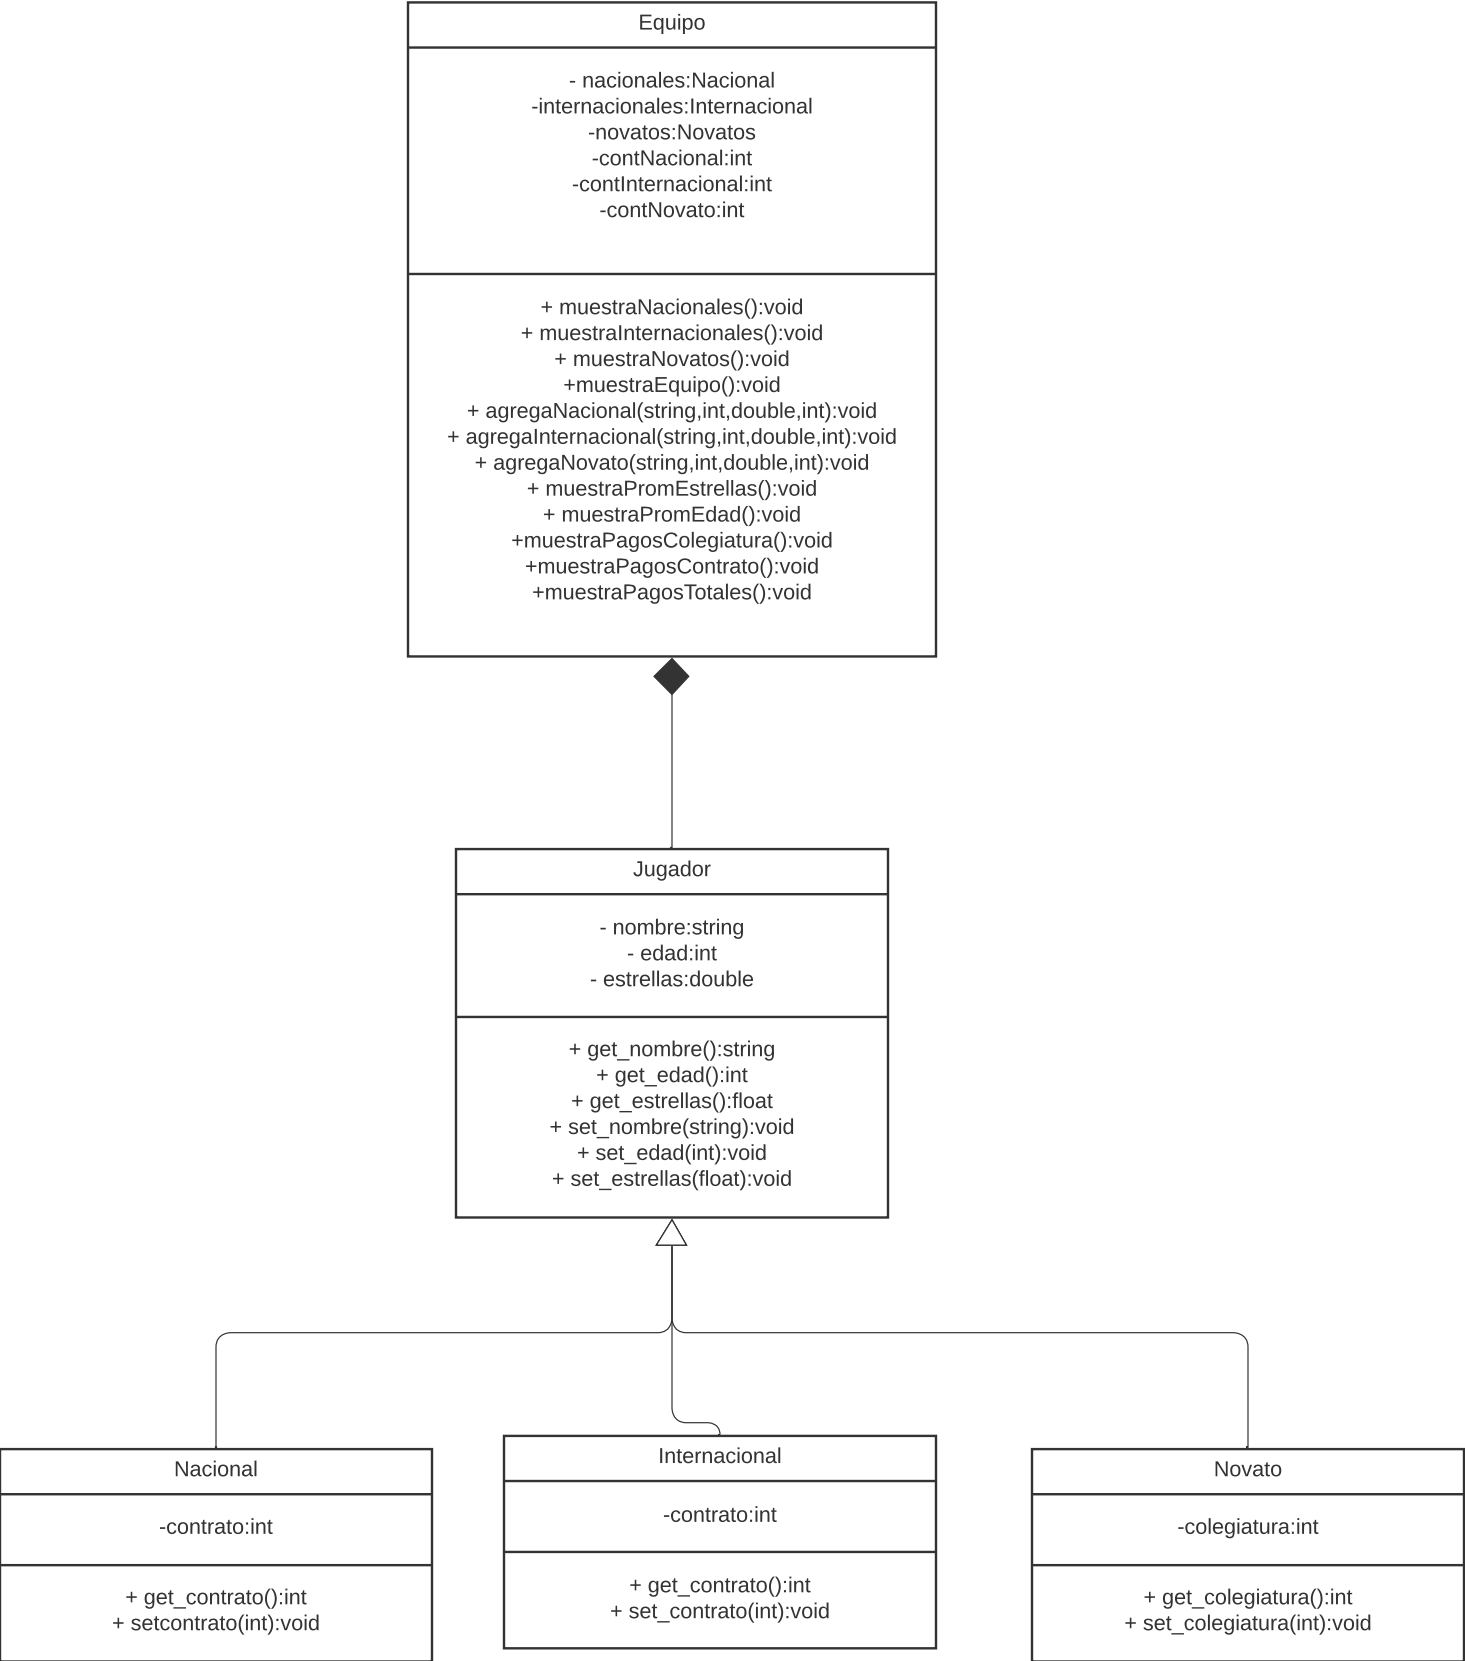 Equipo
- nacionales:Nacional
-internacionales:Internacional
-novatos:Novatos
-contNacional:int
-contInternacional:int
-contNovato:int
+ muestraNacionales():void
+ muestraInternacionales():void
+ muestraNovatos():void
+muestraEquipo():void
+ agregaNacional(string,int,double,int):void
+ agregaInternacional(string,int,double,int):void
+ agregaNovato(string,int,double,int):void
+ muestraPromEstrellas():void
+ muestraPromEdad():void
+muestraPagosColegiatura():void
+muestraPagosContrato():void
+muestraPagosTotales():void
Jugador
- nombre:string
- edad:int
- estrellas:double
+ get_nombre():string
+ get_edad():int
+ get_estrellas():float
+ set_nombre(string):void
+ set_edad(int):void
+ set_estrellas(float):void
Nacional
-contrato:int
+ get_contrato():int
+ setcontrato(int):void
Internacional
-contrato:int
+ get_contrato():int
+ set_contrato(int):void
Novato
-colegiatura:int
+ get_colegiatura():int
+ set_colegiatura(int):void